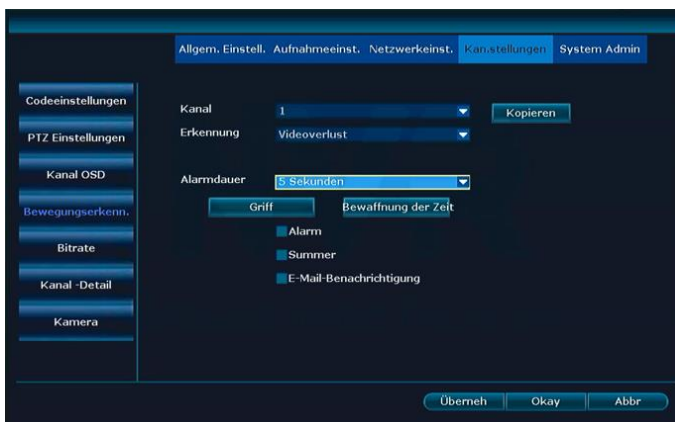 Allgem. Einstell. Aufnahmeeinst. Netzwerkeinst. Kan.stellungen System Admin
Codeeinstellungen
PTZ Einstellungen
Kanal OSD
Bewegungserkenn.
Bitrate
Kanal -Detail
Kamera
Kanal 1 Kopieren
Erkennung Videoverlust
Alarmdauer 5 Sekunden
Griff Bewaffnung der Zeit
Alarm
Summer
E-Mail-Benachrichtigung
Überneh Okay Abbr